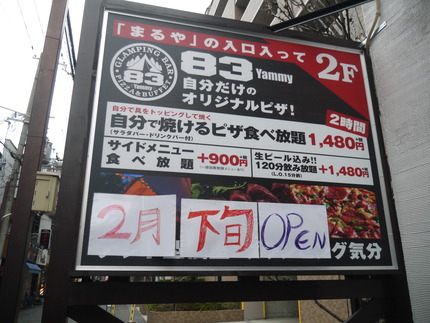 「まるや」の入口入って
2F
GLAMPING BAR
83
PIZZA&BUFFET
83 Yammy
自分だけの
オリジナルピザ！
2時間
自分で具をトッピングして焼く
自分で焼けるピザ食べ放題 1,480円
(サラダバー・ドリンクバー付)
サイドメニュー
食べ放題 +900円
生ビール込み!!
120分飲み放題 +1,480円
(L.O.15分前)
2月 下旬 OPEN
グ気分